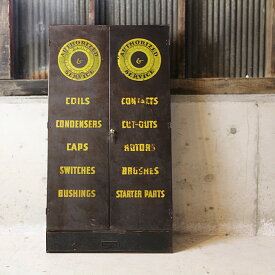 AUTHORIZED
&
SERVICE
COILS
CONDENSERS
CAPS
SWITCHES
BUSHINGS
AUTHORIZED
&
SERVICE
CONTACTS
CUT-OUTS
ROTORS
BRUSHES
STARTER PARTS